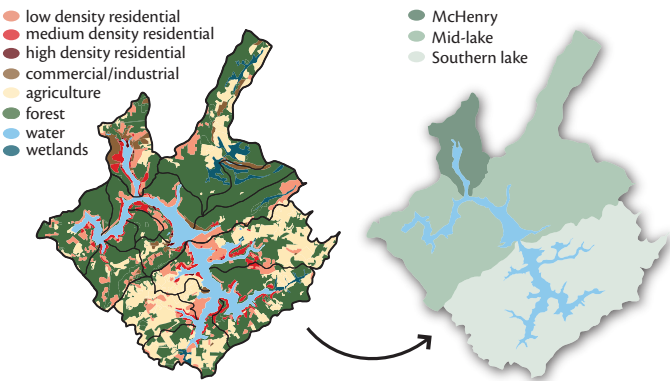 low density residential
medium density residential
high density residential
commercial/industrial
agriculture
forest
water
wetlands
McHenry
Mid-lake
Southern lake